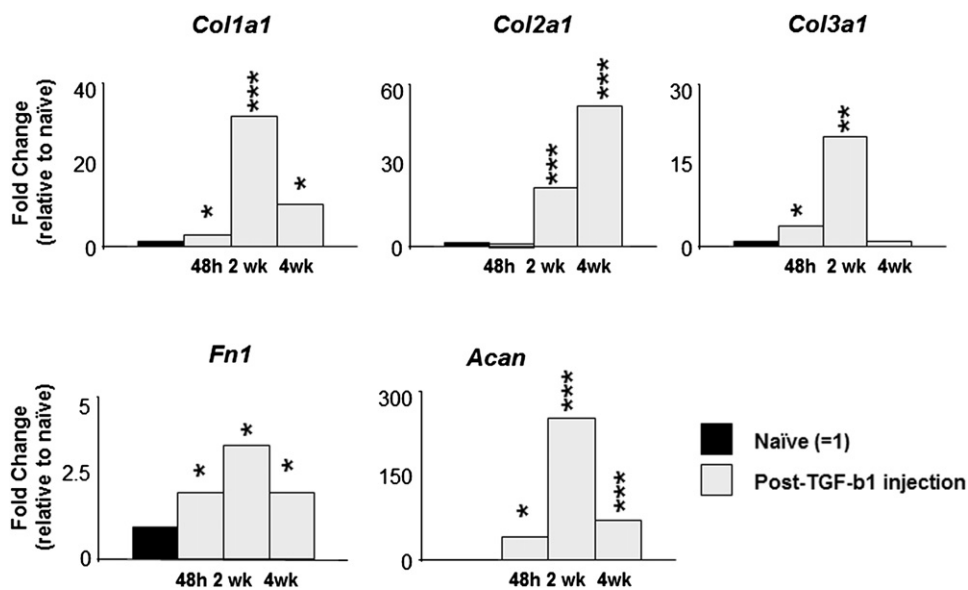 Col1a1
Col2a1
Col3a1
Fold Change
(relative to naïve)
40
20
0
*
***
*
48h 2 wk 4wk
60
30
0
***
***
48h 2 wk 4wk
30
15
0
*
**
48h 2 wk 4wk
Fn1
Acan
Fold Change
(relative to naïve)
5
2.5
0
*
*
*
48h 2 wk 4wk
300
150
0
*
***
***
48h 2 wk 4wk
Naïve (=1)
Post-TGF-b1 injection